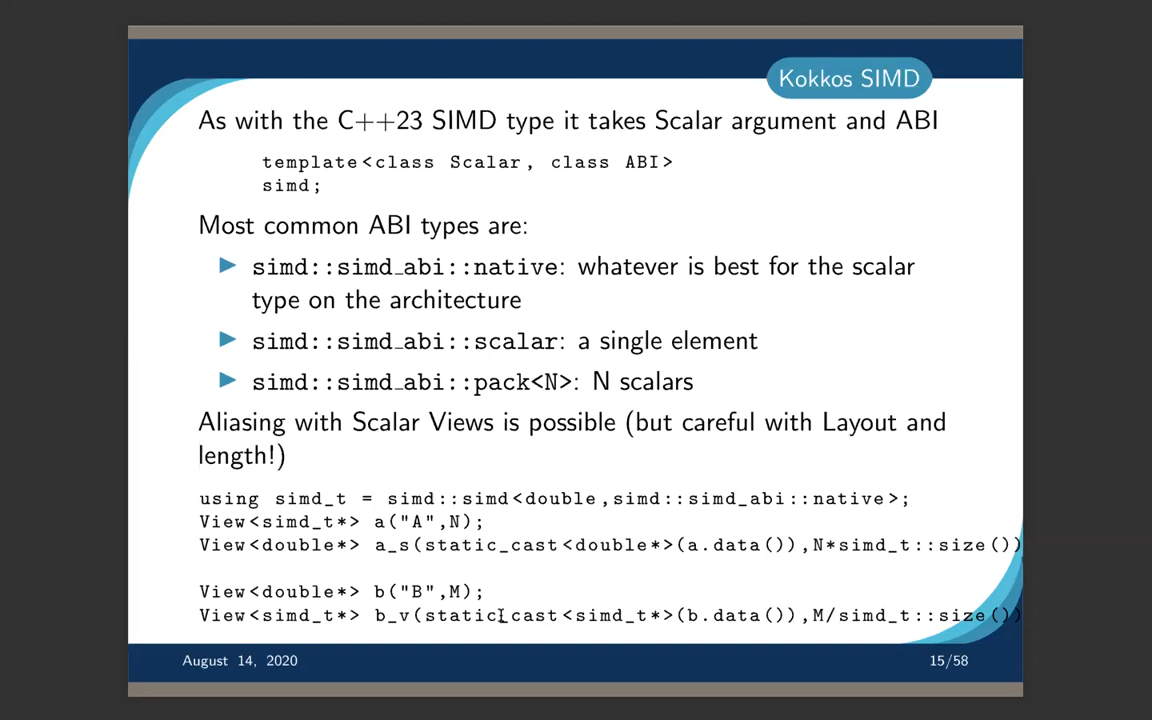 Kokkos SIMD
As with the C++23 SIMD type it takes Scalar argument and ABI
template<class Scalar, class ABI>
simd;
Most common ABI types are:
▶ simd::simd_abi::native: whatever is best for the scalar
type on the architecture
▶ simd::simd_abi::scalar: a single element
▶ simd::simd_abi::pack<N>: N scalars
Aliasing with Scalar Views is possible (but careful with Layout and
length!)
using simd_t = simd::simd<double,simd::simd_abi::native>;
View<simd_t*> a("A",N);
View<double*> a_s(static_cast<double*>(a.data()),N*simd_t::size())
View<double*> b("B",M);
View<simd_t*> b_v(static_cast<simd_t*>(b.data()),M/simd_t::size())
August 14, 2020
15/58